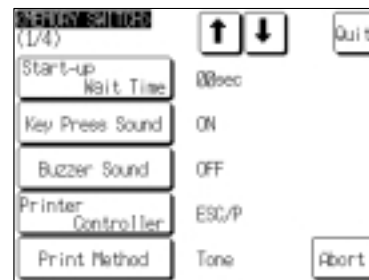 <MEMORY SWITCH>
(1/4)
↑ ↓
Quit
Start-up
Wait Time
00sec
Key Press Sound
ON
Buzzer Sound
OFF
Printer
Controller
ESC/P
Print Method
Tone
Abort